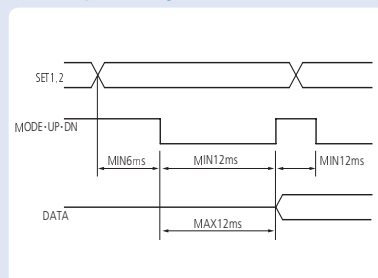 SET1,2
MODE·UP·DN
MIN6ms
MIN12ms
MIN12ms
DATA
MAX12ms